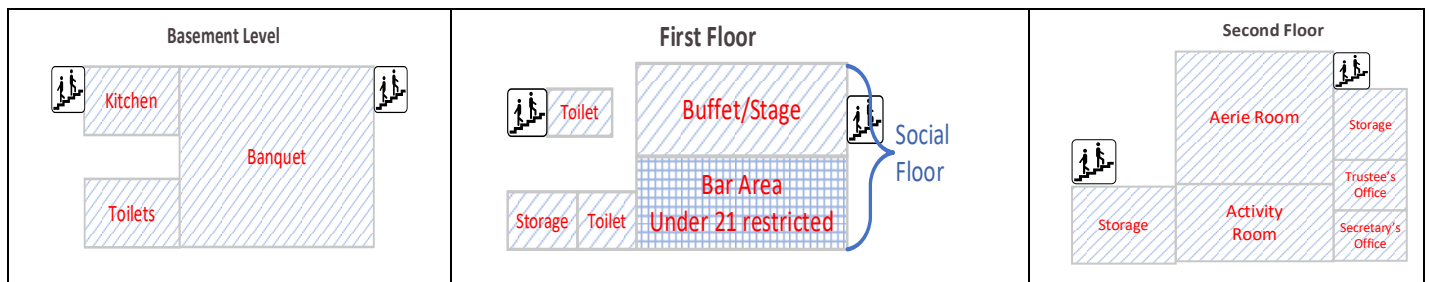 Basement Level
Kitchen
Banquet
Toilets
First Floor
Toilet
Buffet/Stage
Social
Floor
Bar Area
Under 21 restricted
Storage
Toilet
Second Floor
Aerie Room
Storage
Trustee's
Office
Storage
Activity
Room
Secretary's
Office